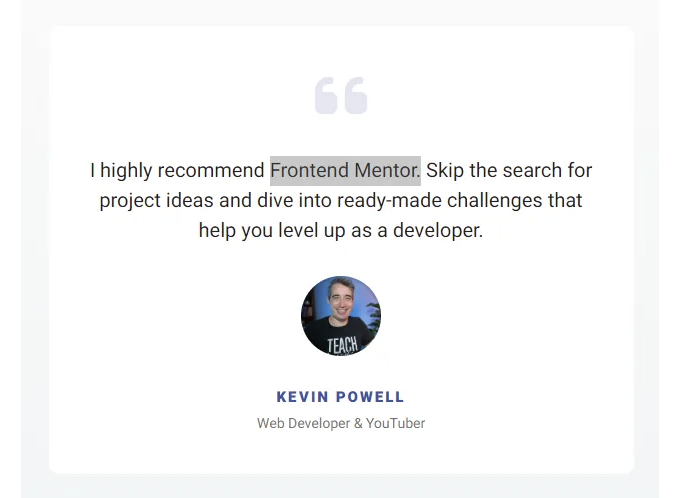 I highly recommend Frontend Mentor. Skip the search for
project ideas and dive into ready-made challenges that
help you level up as a developer.
TEACH
KEVIN POWELL
Web Developer & YouTuber